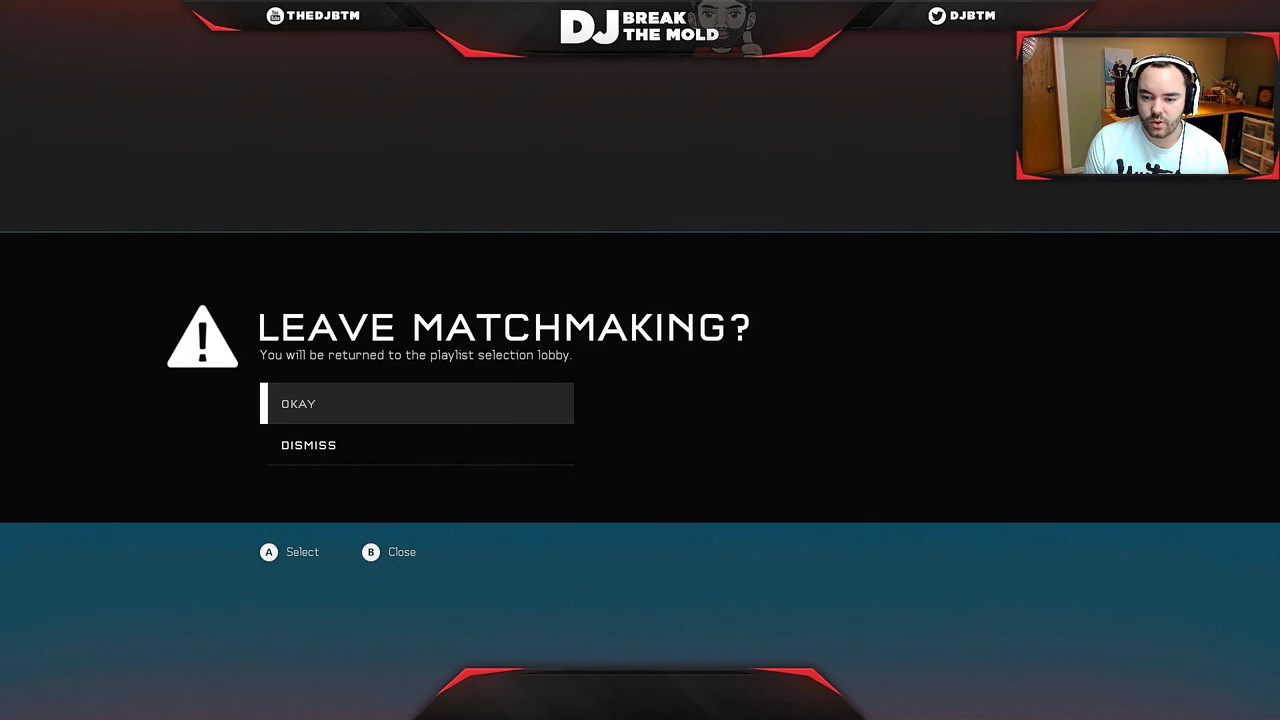 THEDJBTM
DJ BREAK
THE MOLD
DJBTM
LEAVE MATCHMAKING?
You will be returned to the playlist selection lobby.
OKAY
DISMISS
A Select B Close